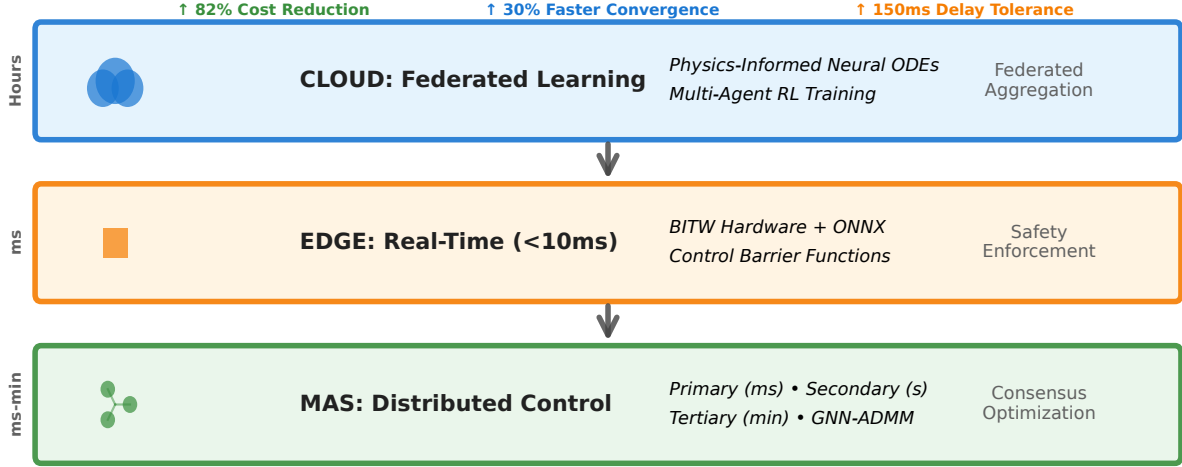 ↑ 82% Cost Reduction ↑ 30% Faster Convergence ↑ 150ms Delay Tolerance
Hours
CLOUD: Federated Learning
Physics-Informed Neural ODEs
Multi-Agent RL Training
Federated
Aggregation
ms
EDGE: Real-Time (<10ms)
BITW Hardware + ONNX
Control Barrier Functions
Safety
Enforcement
ms-min
MAS: Distributed Control
Primary (ms) • Secondary (s)
Tertiary (min) • GNN-ADMM
Consensus
Optimization